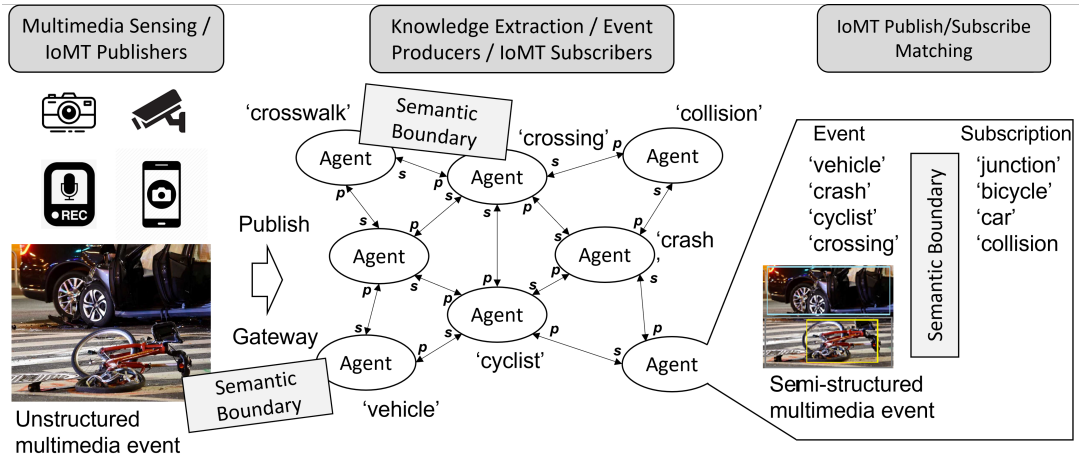 Multimedia Sensing /
IoMT Publishers
Knowledge Extraction / Event
Producers / IoMT Subscribers
IoMT Publish/Subscribe
Matching
REC
Unstructured
multimedia event
Publish
Gateway
Semantic
Boundary
'crosswalk'
Semantic
Boundary
'crossing'
'collision'
Agent
Agent
Agent
s
p
p
s
s
p
p
s
s
p
s
p
s
p
Agent
Agent
'crash
'
p
s
p
s
p
s
p
s
Agent
s
p
s
p
Agent
p
s
Agent
'cyclist'
'vehicle'
Event
'vehicle'
'crash'
'cyclist'
'crossing'
Semantic Boundary
Subscription
'junction'
'bicycle'
'car'
'collision
Semi-structured
multimedia event